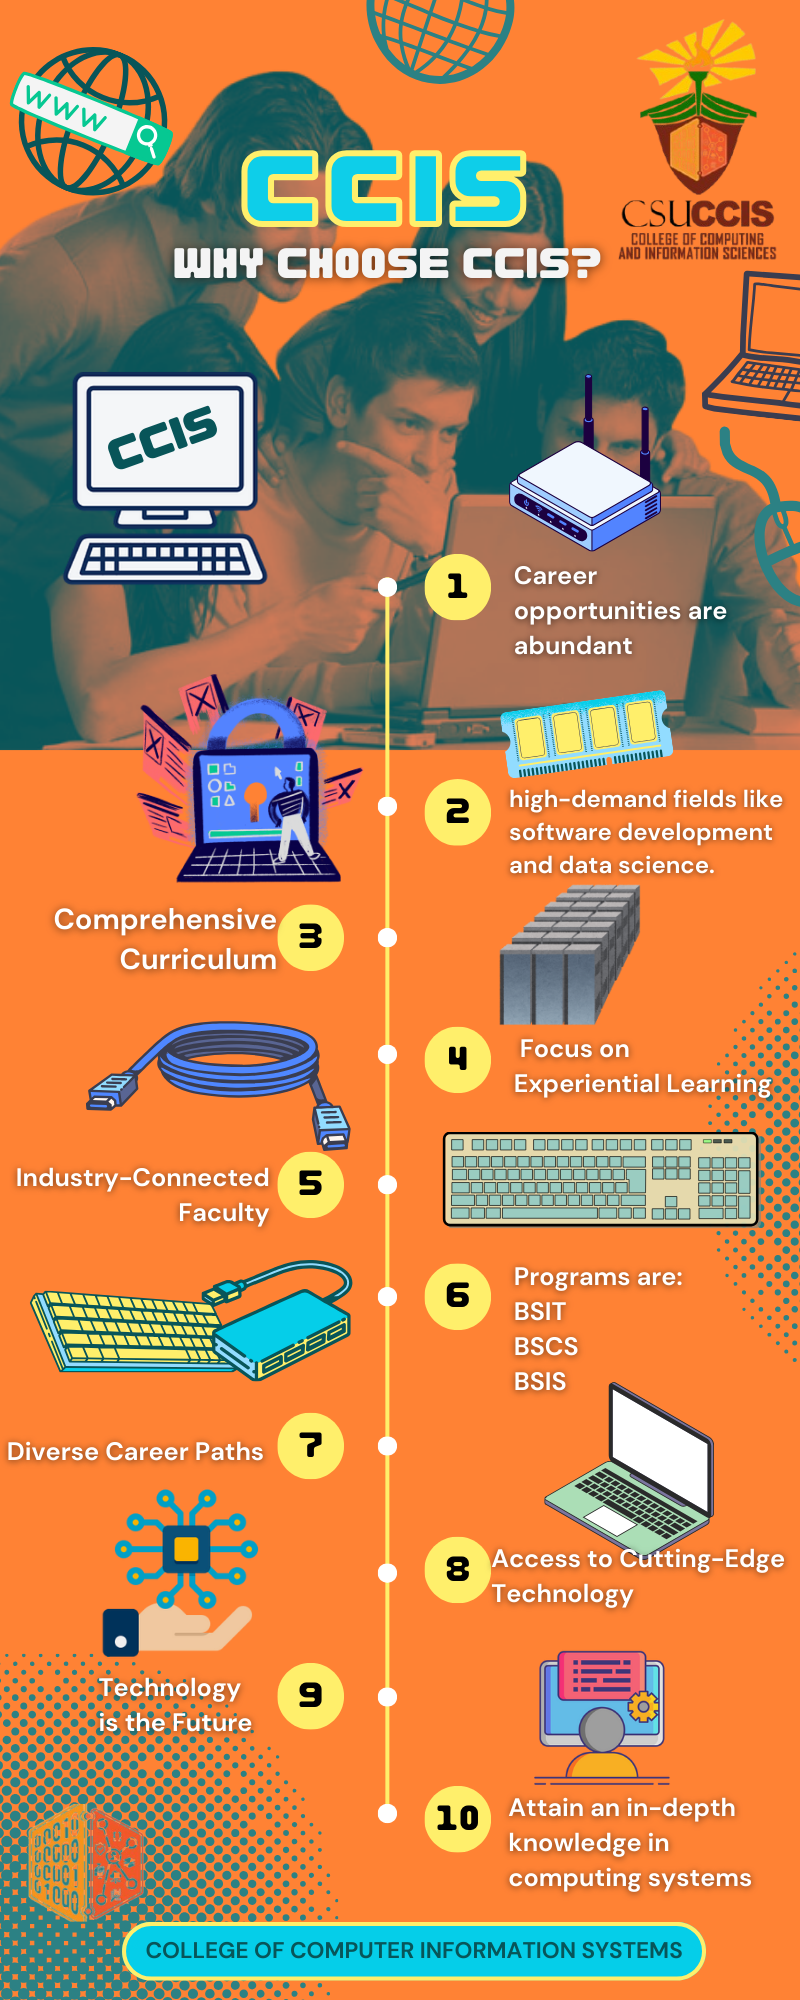 WWW
CSUCCIS
COLLEGE OF COMPUTING
AND INFORMATION SCIENCES
CCIS
WHY CHOOSE CCIS?
CCIS
1
Career
opportunities are
abundant
2
high-demand fields like
software development
and data science.
3
Comprehensive
Curriculum
4
Focus on
Experiential Learning
5
Industry-Connected
Faculty
6
Programs are:
BSIT
BSCS
BSIS
7
Diverse Career Paths
8
Access to Cutting-Edge
Technology
9
Technology
is the Future
10
Attain an in-depth
knowledge in
computing systems
COLLEGE OF COMPUTER INFORMATION SYSTEMS